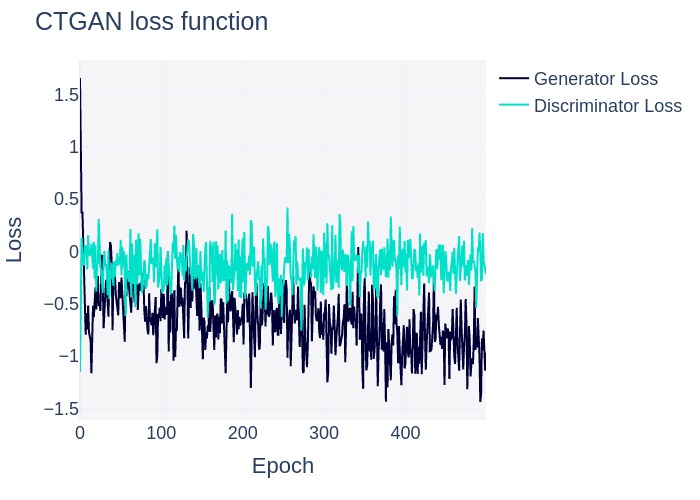 CTGAN loss function
Generator Loss
Discriminator Loss
1.5
1
0.5
0
−0.5
−1
−1.5
Loss
0 100 200 300 400
Epoch